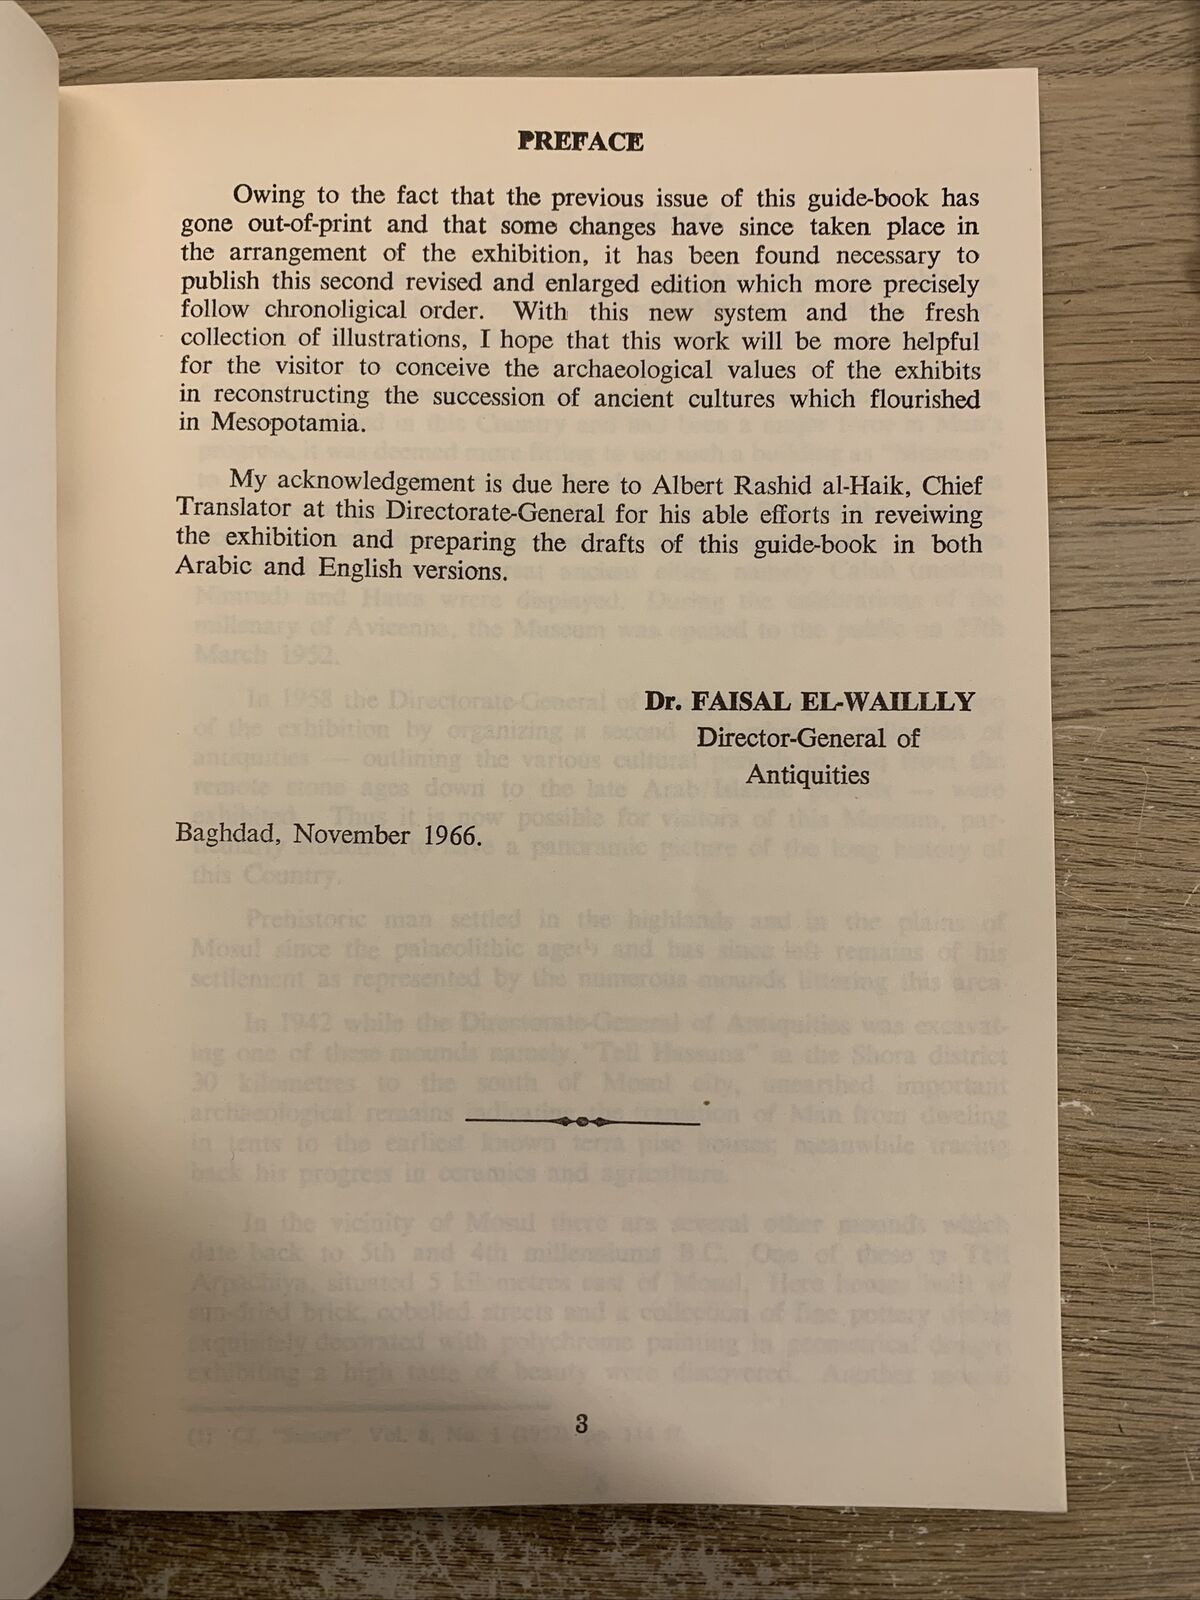 PREFACE
Owing to the fact that the previous issue of this guide-book has
gone out-of-print and that some changes have since taken place in
the arrangement of the exhibition, it has been found necessary to
publish this second revised and enlarged edition which more precisely
follow chronoligical order. With this new system and the fresh
collection of illustrations, I hope that this work will be more helpful
for the visitor to conceive the archaeological values of the exhibits
in reconstructing the succession of ancient cultures which flourished
in Mesopotamia.
My acknowledgement is due here to Albert Rashid al-Haik, Chief
Translator at this Directorate-General for his able efforts in reveiwing
the exhibition and preparing the drafts of this guide-book in both
Arabic and English versions.
Dr. FAISAL EL-WAILLLY
Director-General of
Antiquities
Baghdad, November 1966.
3